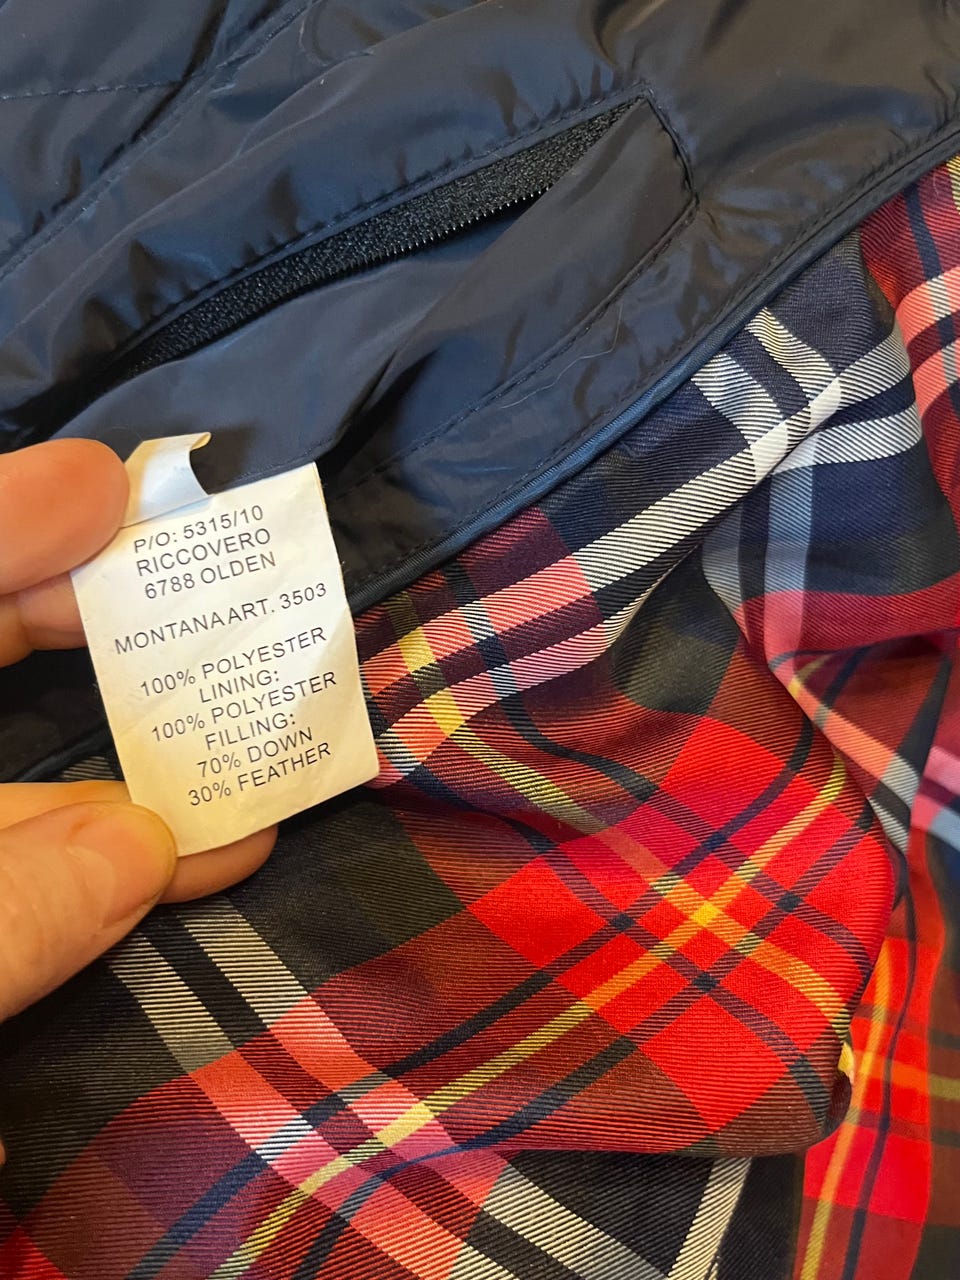 P/O: 5315/10
RICCOVERO
6788 OLDEN
MONTANA ART. 3503
100% POLYESTER
LINING:
100% POLYESTER
FILLING:
70% DOWN
30% FEATHER